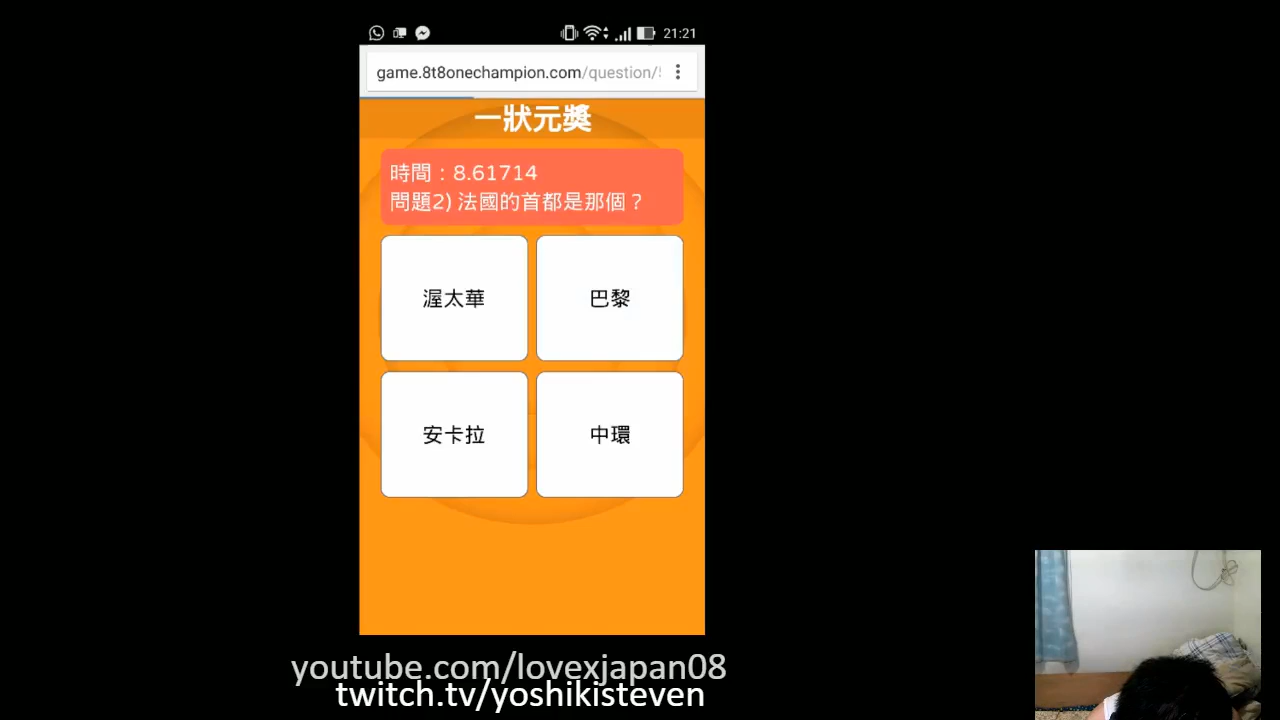 21:21
game.8t8onechampion.com/question/
一狀元獎
時間：8.61714
問題2) 法國的首都是那個？
渥太華
巴黎
安卡拉
中環
youtube.com/lovexjapan08
twitch.tv/yoshikisteven